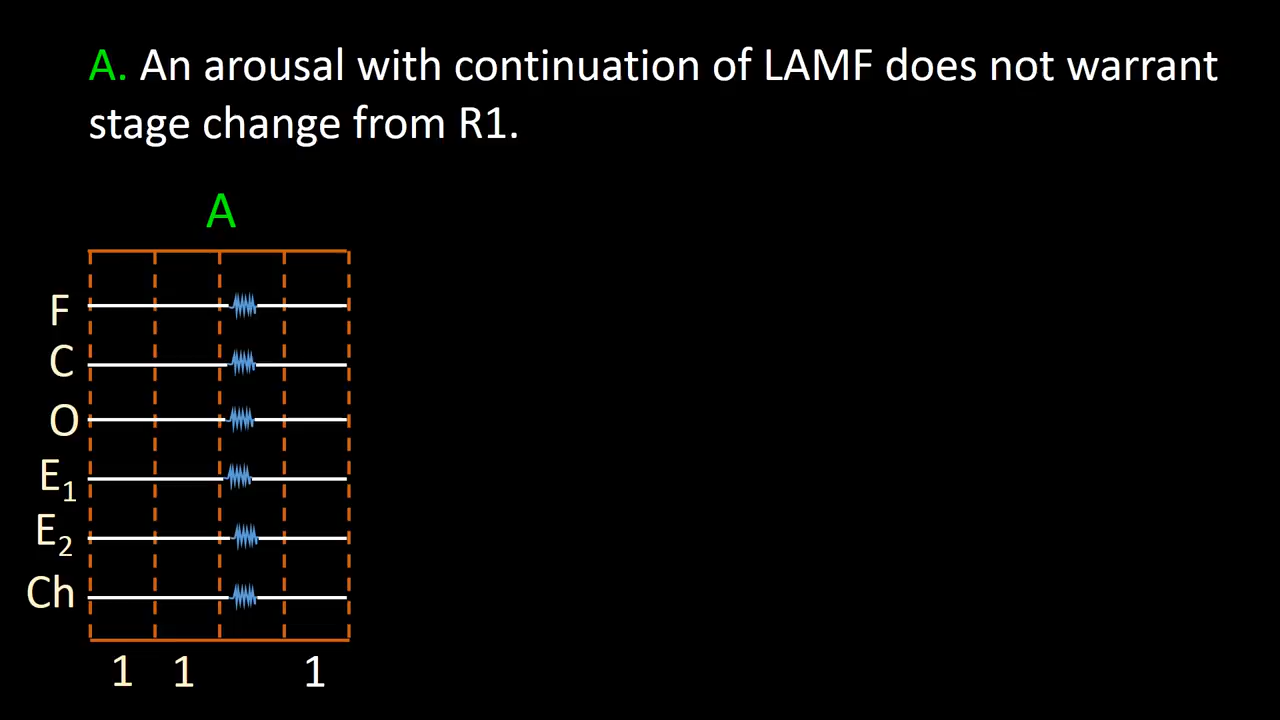 A. An arousal with continuation of LAMF does not warrant
stage change from R1.
A
F
C
O
E1
E2
Ch
1 1 1